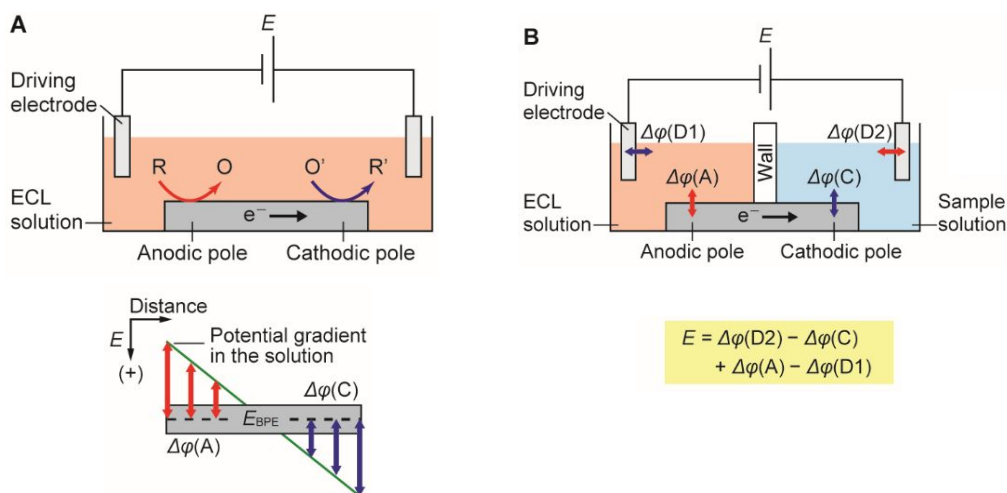 A
E
Driving
electrode
R
O
O’
R’
ECL
solution
e⁻
Anodic pole
Cathodic pole
Distance
E
(+)
Potential gradient
in the solution
Δφ(C)
E_BPE
Δφ(A)
B
E
Driving
electrode
Δφ(D1)
Δφ(D2)
Wall
Δφ(A)
Δφ(C)
ECL
solution
e⁻
Sample
solution
Anodic pole
Cathodic pole
E = Δφ(D2) − Δφ(C)
+ Δφ(A) − Δφ(D1)